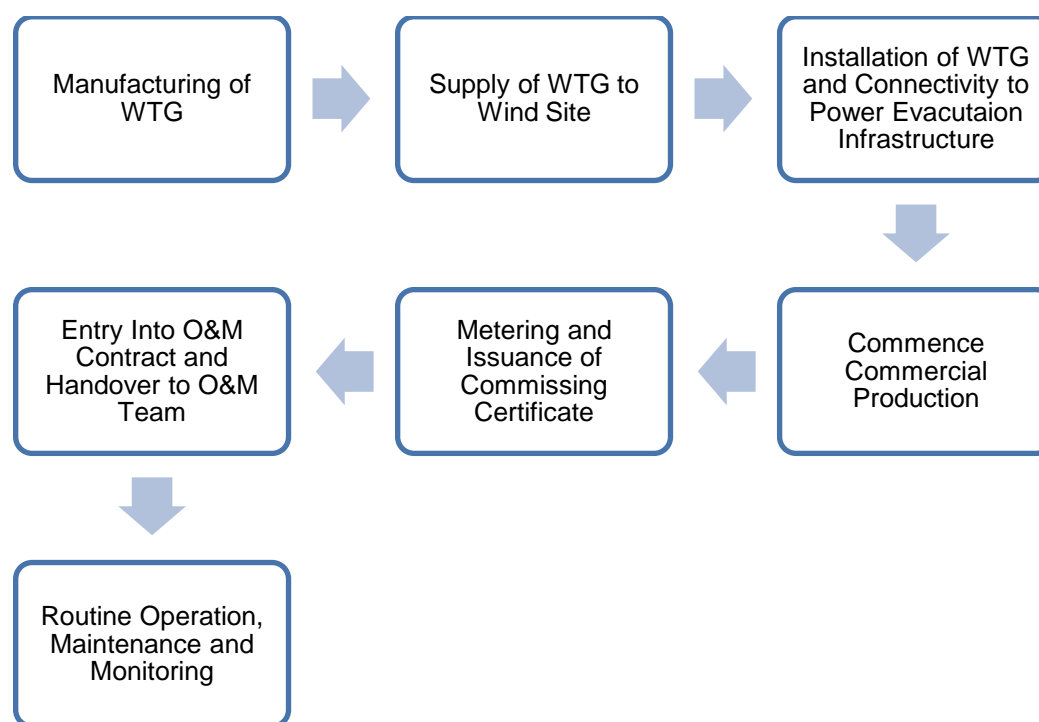 Manufacturing of
WTG
Supply of WTG to
Wind Site
Installation of WTG
and Connectivity to
Power Evacutaion
Infrastructure
Commence
Commercial
Production
Metering and
Issuance of
Commissing
Certificate
Entry Into O&M
Contract and
Handover to O&M
Team
Routine Operation,
Maintenance and
Monitoring